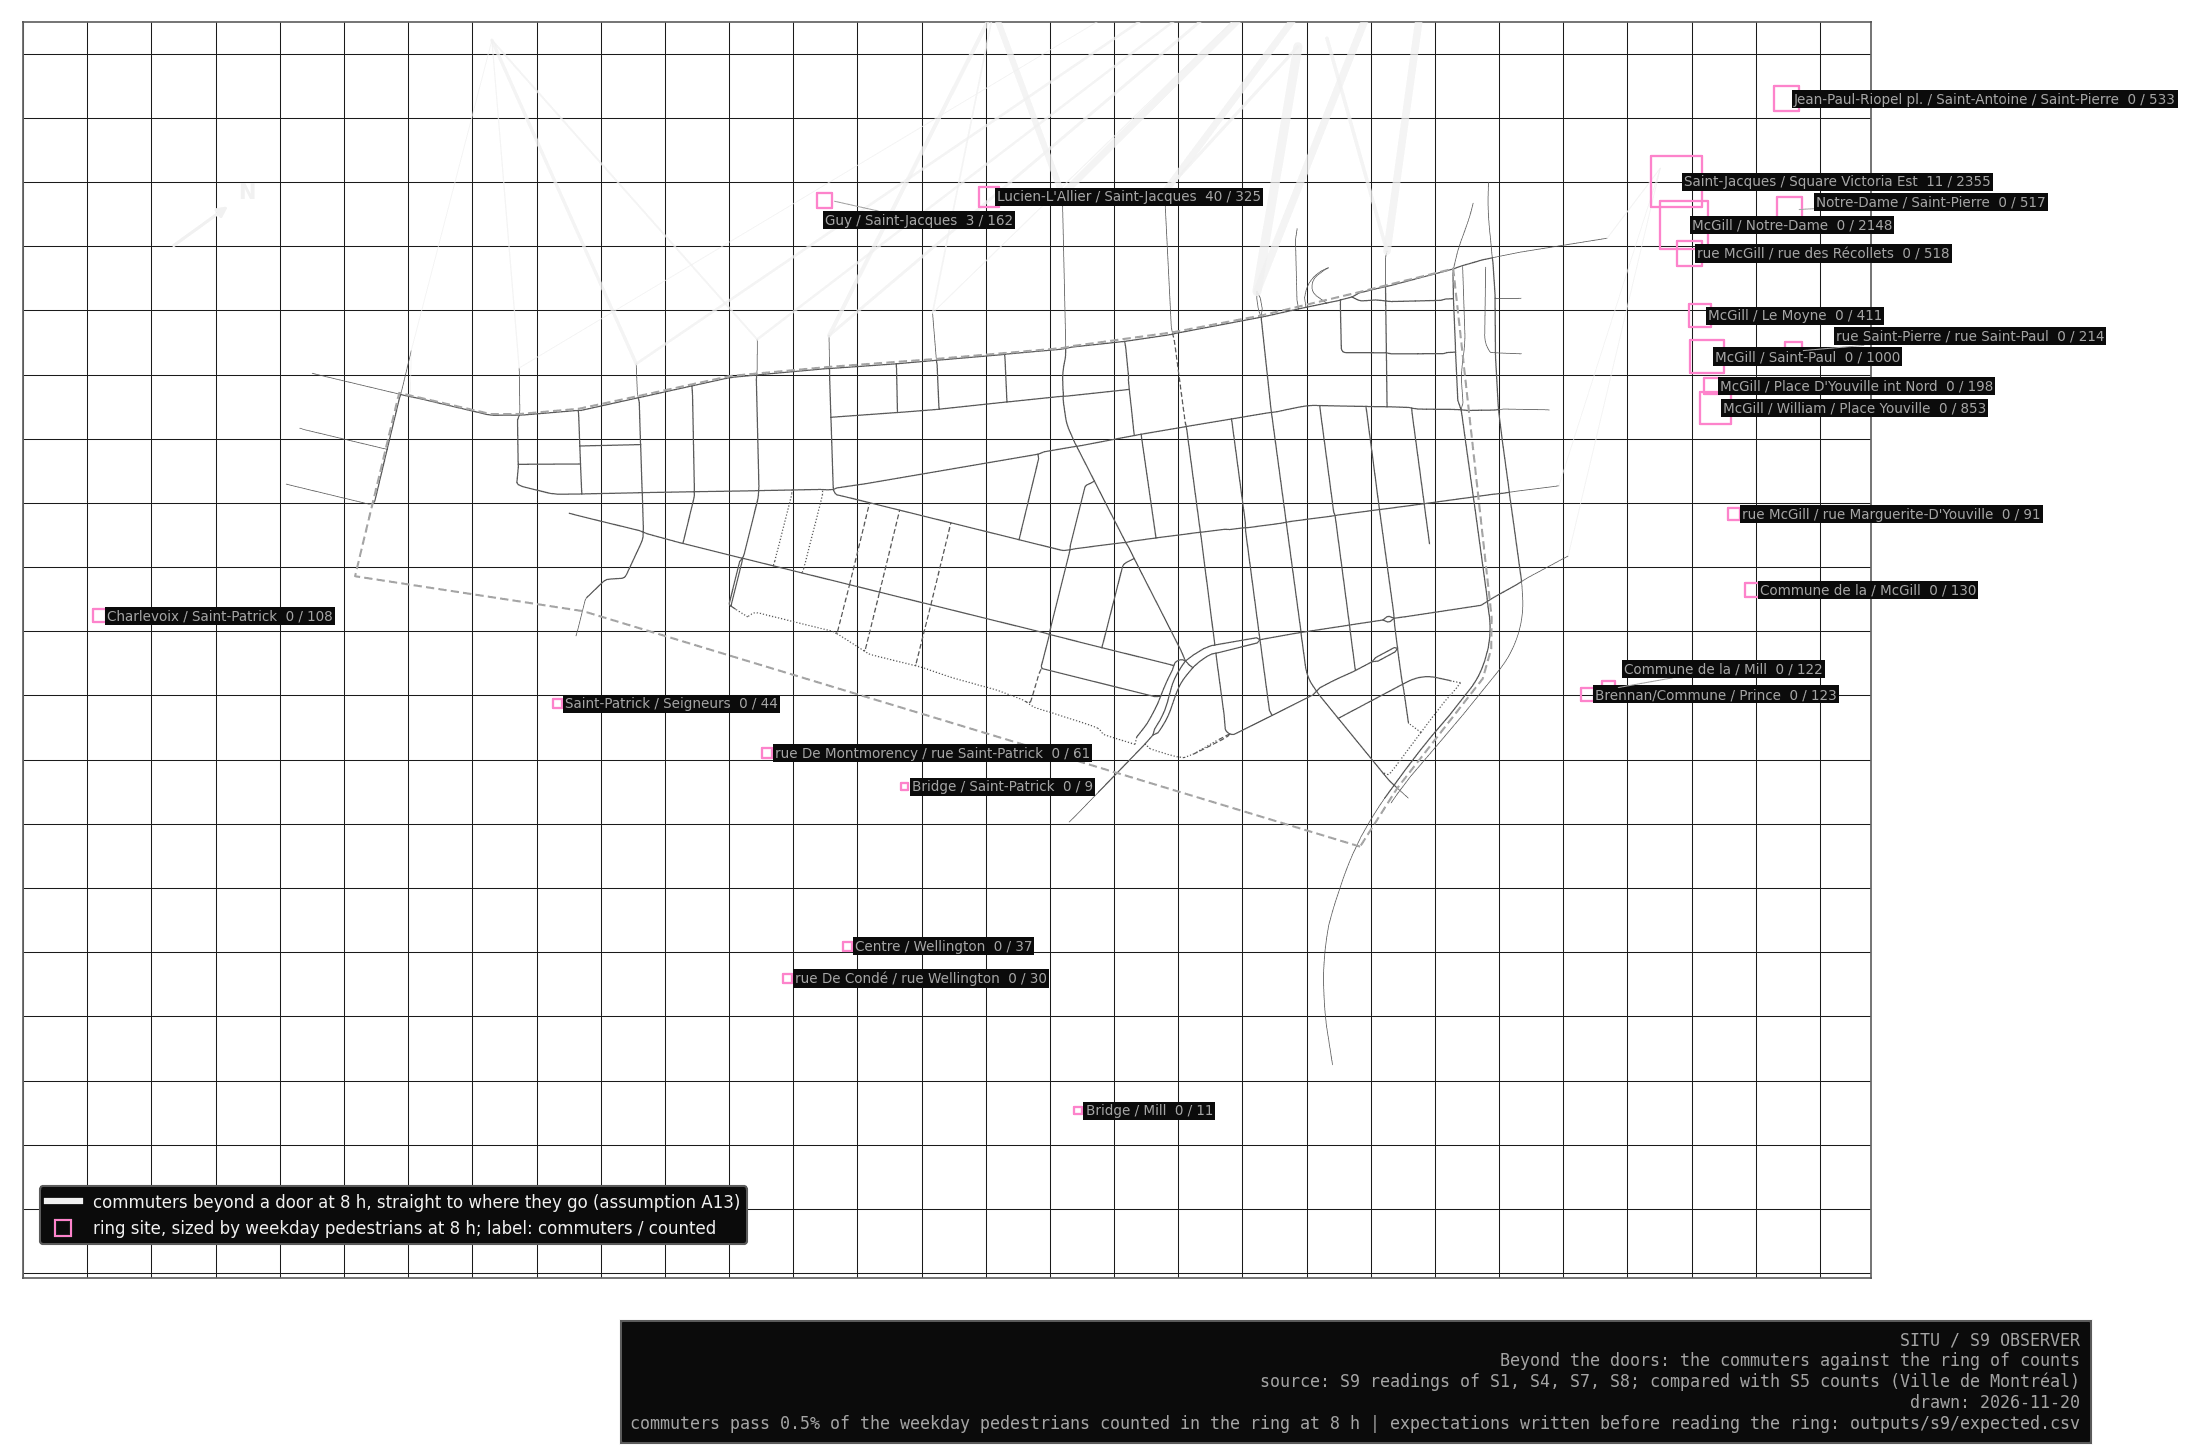 Jean-Paul-Riopel pl. / Saint-Antoine / Saint-Pierre 0 / 533
N
Saint-Jacques / Square Victoria Est 11 / 2355
Lucien-L'Allier / Saint-Jacques 40 / 325
Notre-Dame / Saint-Pierre 0 / 517
Guy / Saint-Jacques 3 / 162
McGill / Notre-Dame 0 / 2148
rue McGill / rue des Récollets 0 / 518
McGill / Le Moyne 0 / 411
rue Saint-Pierre / rue Saint-Paul 0 / 214
McGill / Saint-Paul 0 / 1000
McGill / Place D'Youville int Nord 0 / 198
McGill / William / Place Youville 0 / 853
rue McGill / rue Marguerite-D'Youville 0 / 91
Commune de la / McGill 0 / 130
Charlevoix / Saint-Patrick 0 / 108
Commune de la / Mill 0 / 122
Brennan/Commune / Prince 0 / 123
Saint-Patrick / Seigneurs 0 / 44
rue De Montmorency / rue Saint-Patrick 0 / 61
Bridge / Saint-Patrick 0 / 9
Centre / Wellington 0 / 37
rue De Condé / rue Wellington 0 / 30
Bridge / Mill 0 / 11
commuters beyond a door at 8 h, straight to where they go (assumption A13)
ring site, sized by weekday pedestrians at 8 h; label: commuters / counted
SITU / S9 OBSERVER
Beyond the doors: the commuters against the ring of counts
source: S9 readings of S1, S4, S7, S8; compared with S5 counts (Ville de Montréal)
drawn: 2026-11-20
commuters pass 0.5% of the weekday pedestrians counted in the ring at 8 h | expectations written before reading the ring: outputs/s9/expected.csv